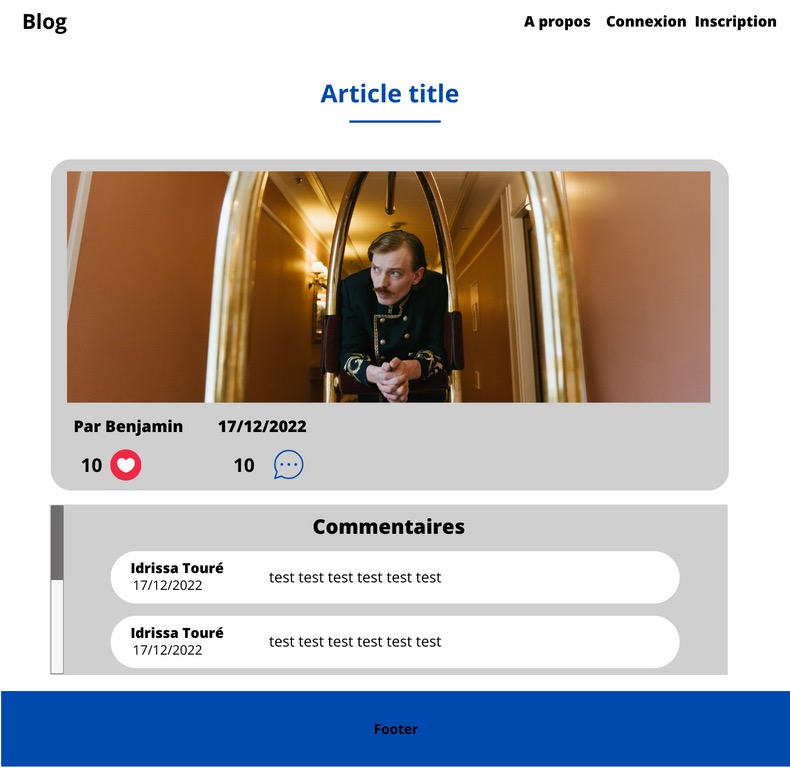 Blog
A propos Connexion Inscription
Article title
Par Benjamin 17/12/2022
10 10
Commentaires
Idrissa Touré
17/12/2022
test test test test test test
Idrissa Touré
17/12/2022
test test test test test test
Footer